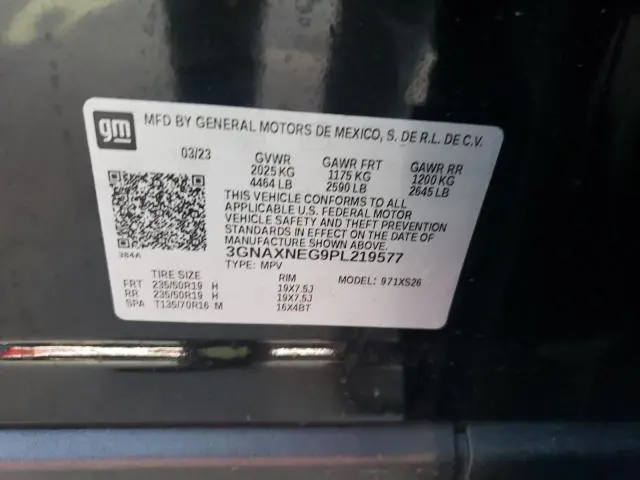 gm MFD BY GENERAL MOTORS DE MEXICO, S. DE R.L. DE C.V.
03/23 GVWR GAWR FRT GAWR RR
2025 KG 1175 KG 1200 KG
4464 LB 2590 LB 2645 LB
THIS VEHICLE CONFORMS TO ALL
APPLICABLE U.S. FEDERAL MOTOR
VEHICLE SAFETY AND THEFT PREVENTION
STANDARDS IN EFFECT ON THE DATE OF
MANUFACTURE SHOWN ABOVE.
384A 3GNAXNEG9PL219577
TYPE: MPV MODEL: 971XS26
TIRE SIZE RIM
FRT 235/50R19 H 19X7.5J
RR 235/50R19 H 19X7.5J
SPA T135/70R16 M 16X4BT